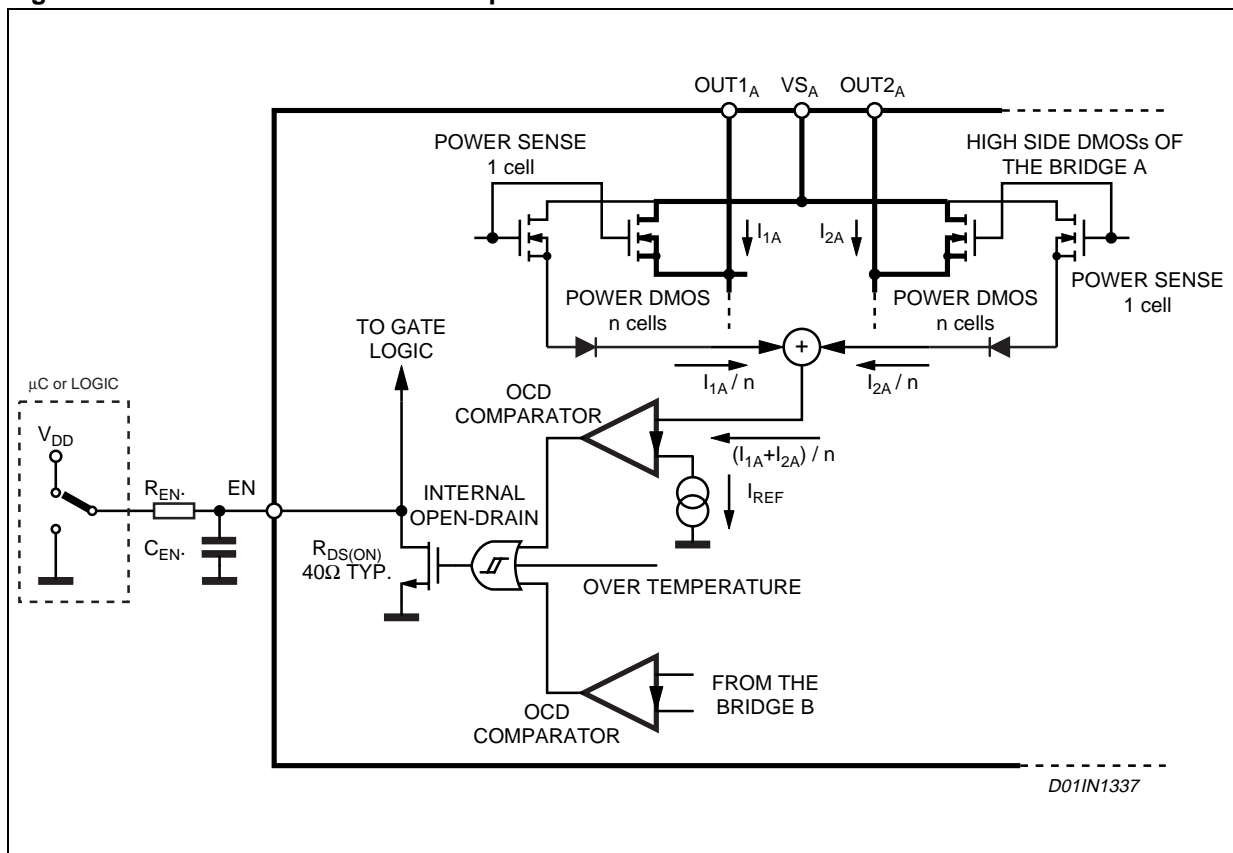 OUT1A VSA OUT2A
POWER SENSE
1 cell
HIGH SIDE DMOSs OF
THE BRIDGE A
I1A
I2A
POWER DMOS
n cells
POWER DMOS
n cells
POWER SENSE
1 cell
TO GATE
LOGIC
+
I1A / n
I2A / n
OCD
COMPARATOR
(I1A+I2A) / n
IREF
μC or LOGIC
VDD
REN.
EN
CEN.
INTERNAL
OPEN-DRAIN
RDS(ON)
40Ω TYP.
OVER TEMPERATURE
FROM THE
BRIDGE B
OCD
COMPARATOR
D01IN1337